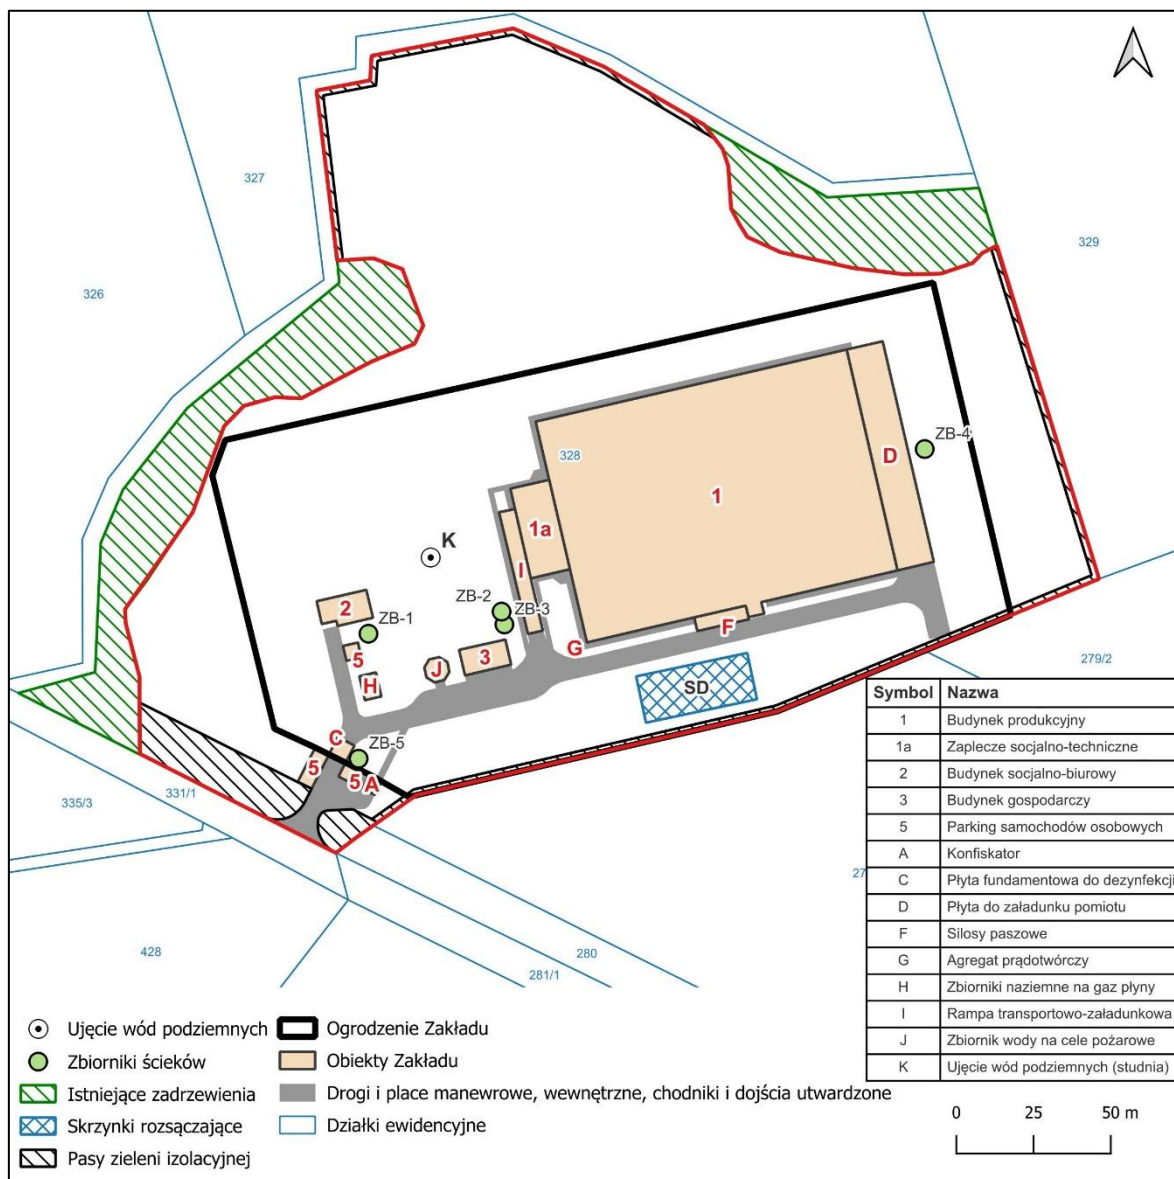 327
326
329
328
ZB-4
D
1
1a
K
I
ZB-2
ZB-3
2
ZB-1
F
5
G
3
J
H
SD
279/2
C
ZB-5
5
5
A
335/3
331/1
27
428
280
281/1
Symbol Nazwa
1 Budynek produkcyjny
1a Zaplecze socjalno-techniczne
2 Budynek socjalno-biurowy
3 Budynek gospodarczy
5 Parking samochodów osobowych
A Konfiskator
C Płyta fundamentowa do dezynfekcji
D Płyta do załadunku pomiotu
F Silosy paszowe
G Agregat prądotwórczy
H Zbiorniki naziemne na gaz płyny
I Rampa transportowo-załadunkowa
J Zbiornik wody na cele pożarowe
K Ujęcie wód podziemnych (studnia)
Ujęcie wód podziemnych
Zbiorniki ścieków
Istniejące zadrzewienia
Skrzynki rozsączające
Pasy zieleni izolacyjnej
Ogrodzenie Zakładu
Obiekty Zakładu
Drogi i place manewrowe, wewnętrzne, chodniki i dojścia utwardzone
Działki ewidencyjne
0 25 50 m